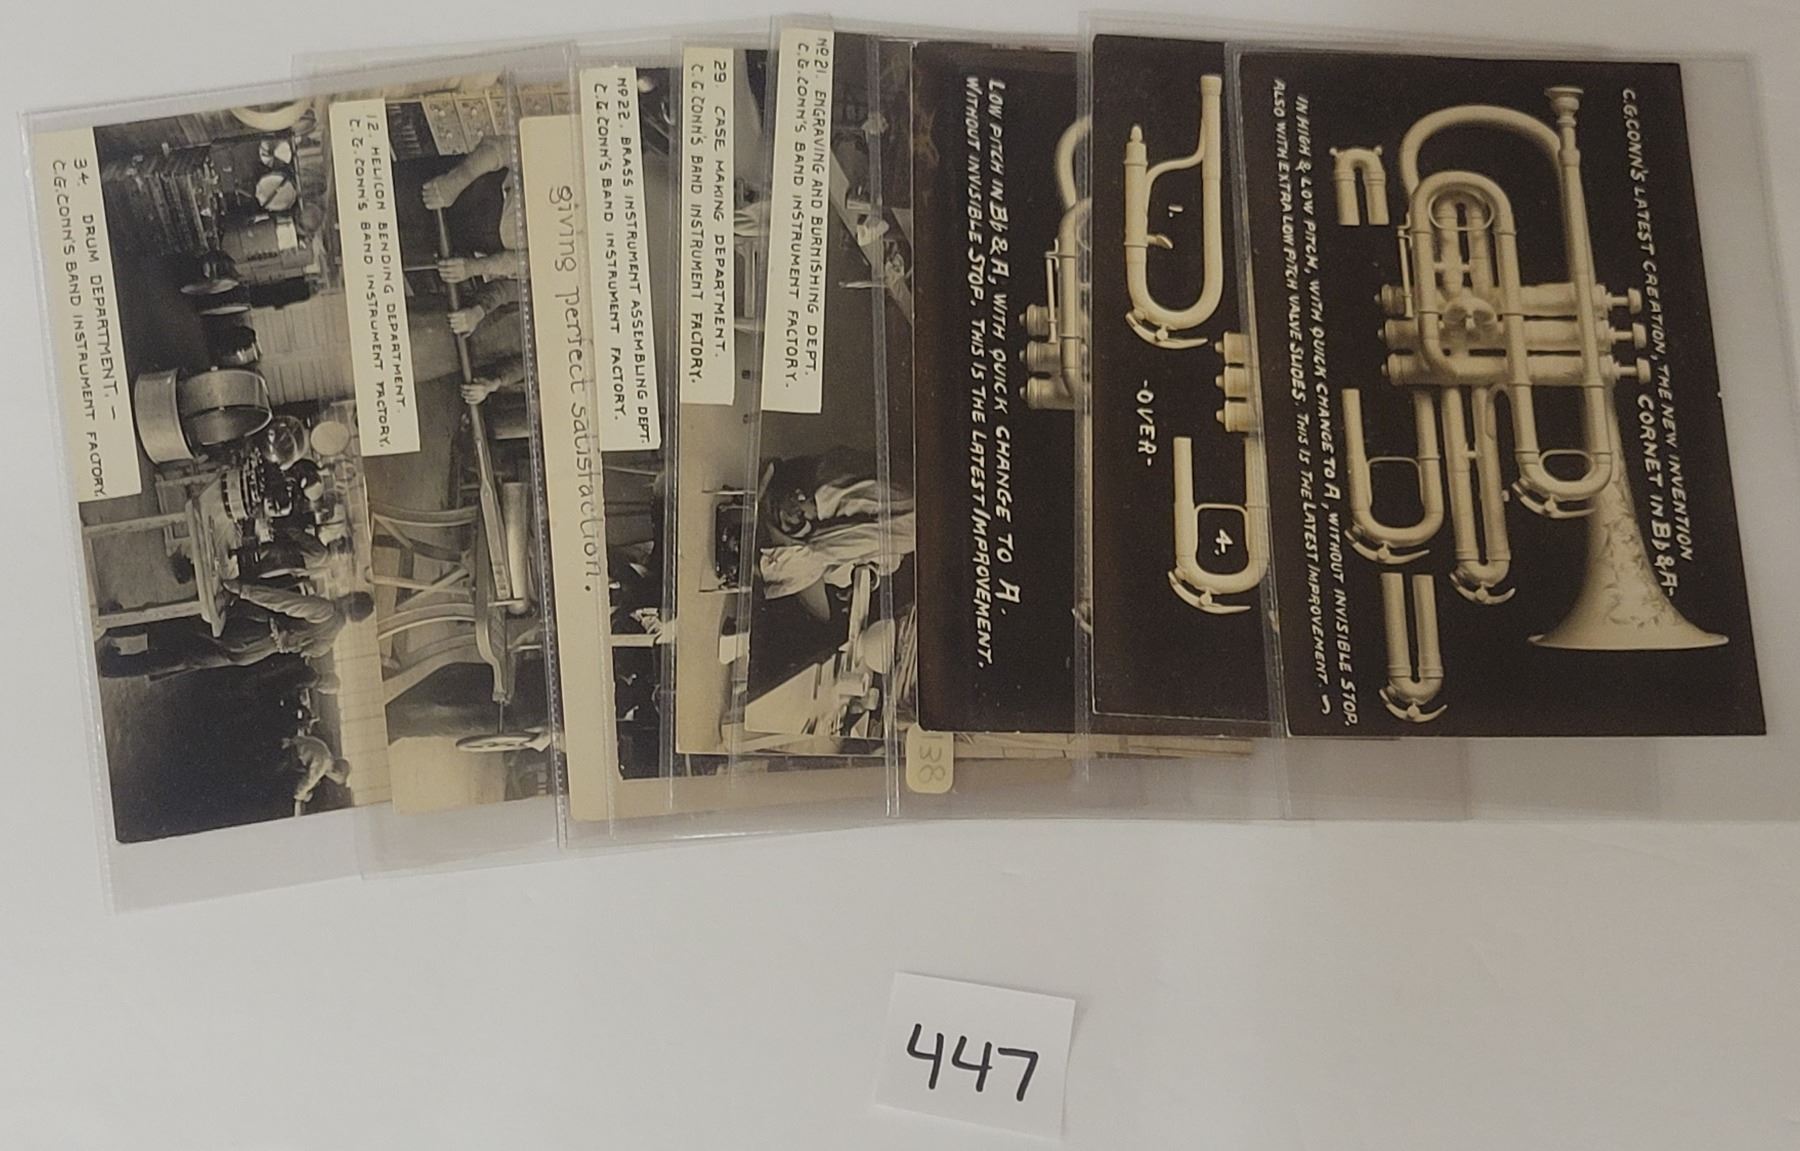 34. DRUM DEPARTMENT. -
C.G. CONN'S BAND INSTRUMENT FACTORY.
12. HELICON BENDING DEPARTMENT.
C.G. CONN'S BAND INSTRUMENT FACTORY.
giving perfect satisfaction.
Nº 22. BRASS INSTRUMENT ASSEMBLING DEPT.
C.G. CONN'S BAND INSTRUMENT FACTORY.
29. CASE MAKING DEPARTMENT.
C.G. CONN'S BAND INSTRUMENT FACTORY.
Nº 21. ENGRAVING AND BURNISHING DEPT.
C.G. CONN'S BAND INSTRUMENT FACTORY.
138
LOW PITCH IN B♭ & A, WITH QUICK CHANGE TO A.
WITHOUT INVISIBLE STOP. THIS IS THE LATEST IMPROVEMENT.
1.
-OVER-
4.
C.G. CONN'S LATEST CREATION, THE NEW INVENTION,
CORNET IN B♭ & A-
IN HIGH & LOW PITCH, WITH QUICK CHANGE TO A, WITHOUT INVISIBLE STOP.
ALSO WITH EXTRA LOW PITCH VALVE SLIDES. THIS IS THE LATEST IMPROVEMENT. ~
447